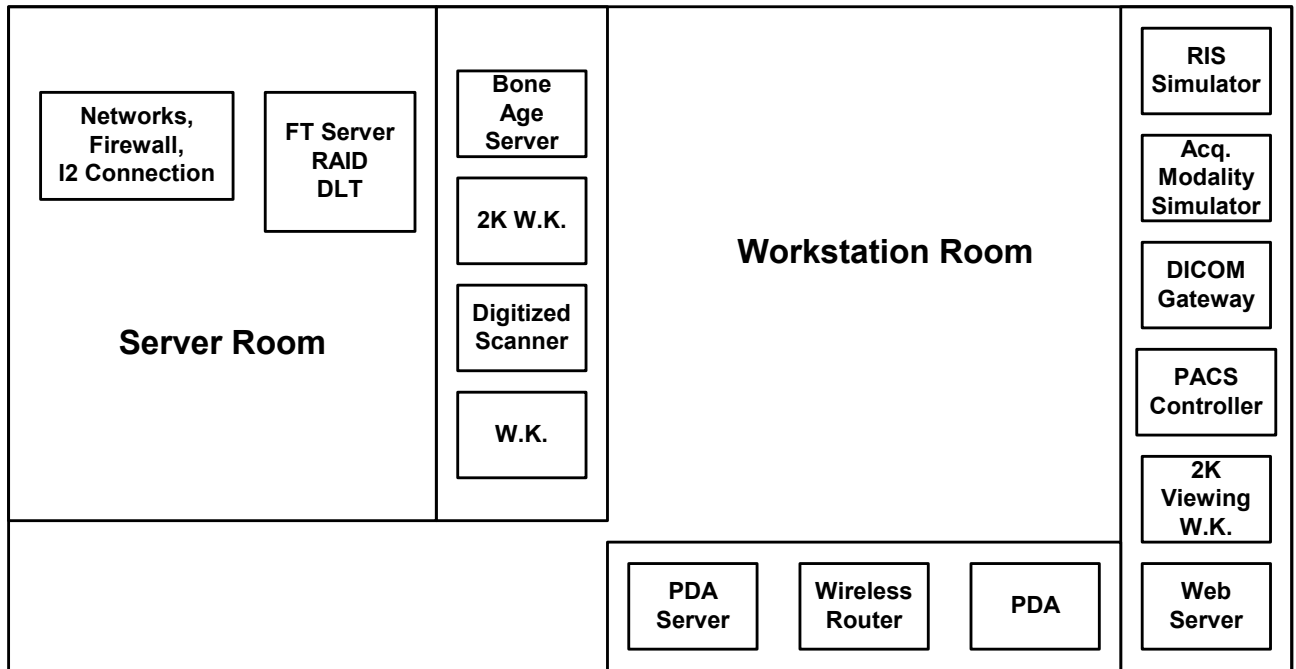 Networks,
Firewall,
I2 Connection
FT Server
RAID
DLT
Server Room
Bone
Age
Server
2K W.K.
Digitized
Scanner
W.K.
Workstation Room
RIS
Simulator
Acq.
Modality
Simulator
DICOM
Gateway
PACS
Controller
2K
Viewing
W.K.
PDA
Server
Wireless
Router
PDA
Web
Server